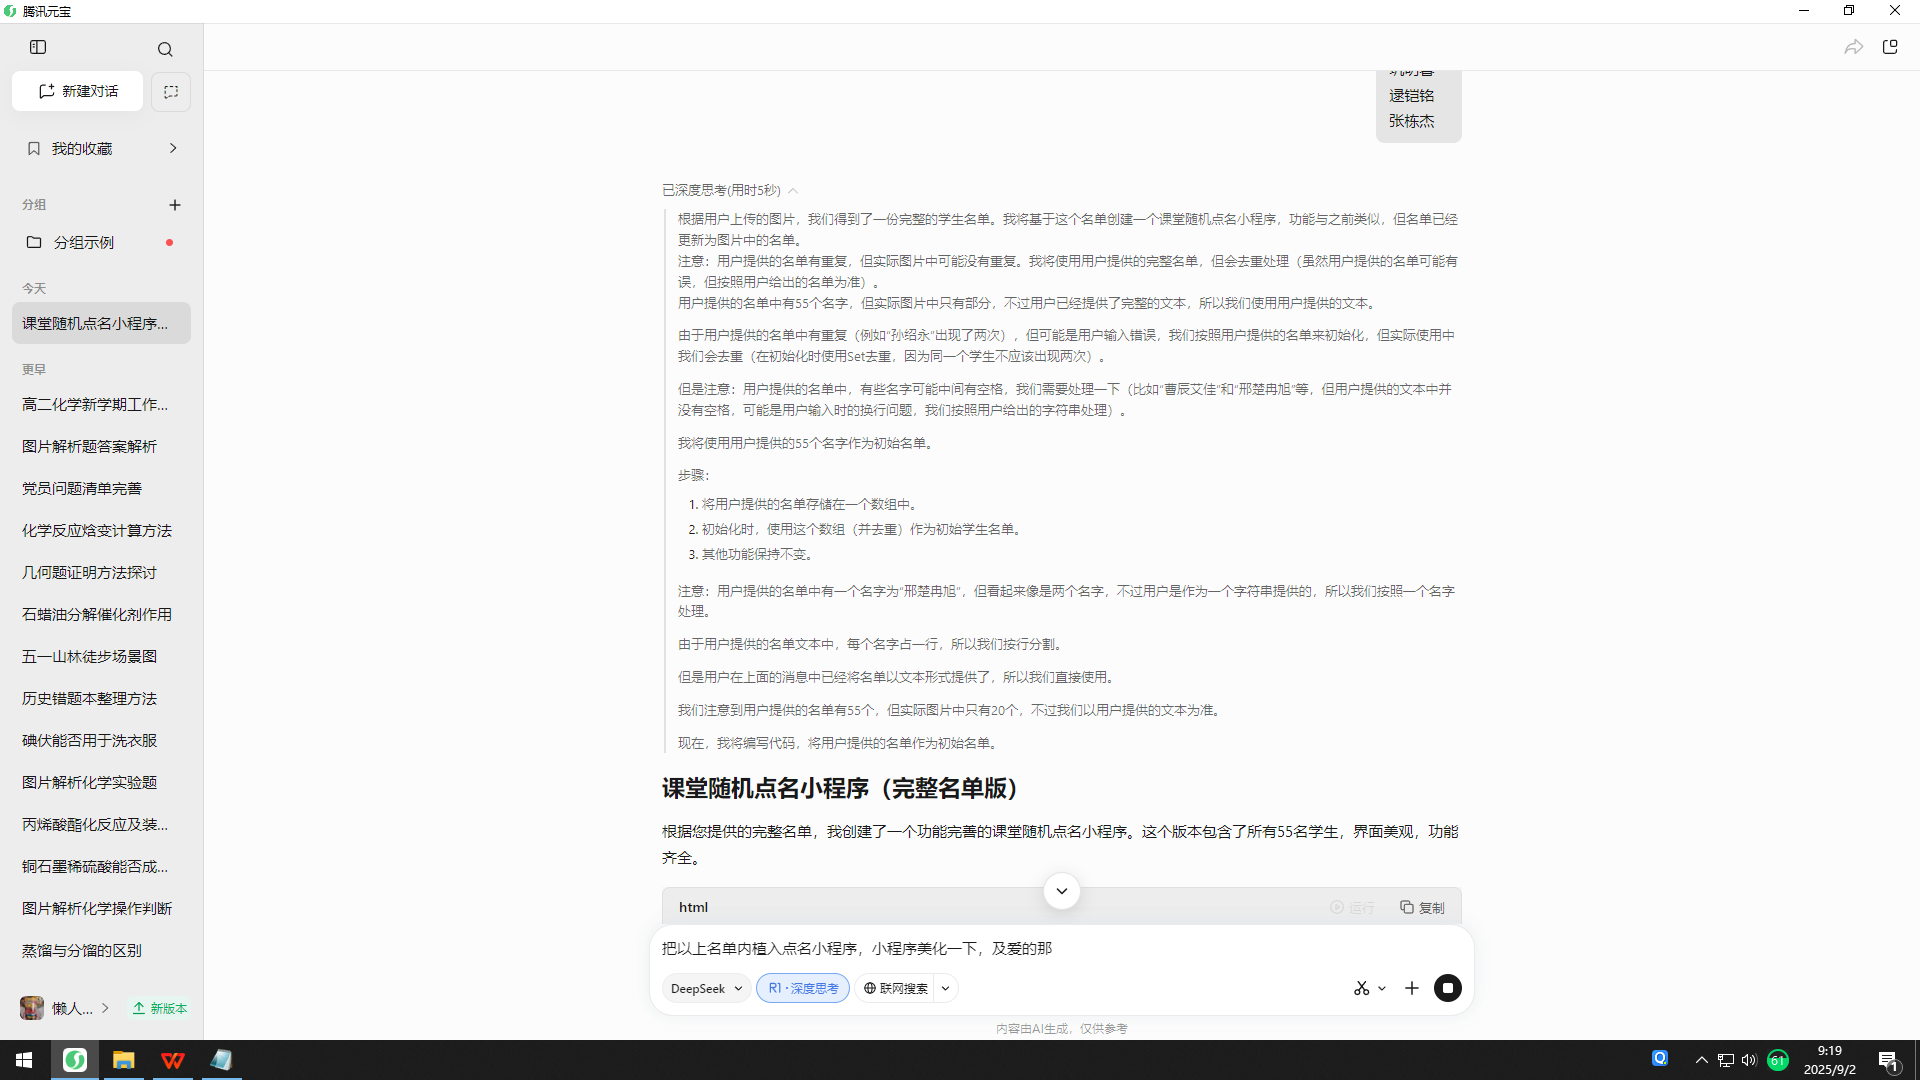 腾讯元宝
新建对话
我的收藏
分组
分组示例
今天
课堂随机点名小程序...
更早
高二化学新学期工作...
图片解析题答案解析
党员问题清单完善
化学反应焓变计算方法
几何题证明方法探讨
石蜡油分解催化剂作用
五一山林徒步场景图
历史错题本整理方法
碘伏能否用于洗衣服
图片解析化学实验题
丙烯酸酯化反应及装...
铜石墨稀硫酸能否成...
图片解析化学操作判断
蒸馏与分馏的区别
懒人...
新版本
逯铠铭
张栋杰
已深度思考(用时5秒)
根据用户上传的图片，我们得到了一份完整的学生名单。我将基于这个名单创建一个课堂随机点名小程序，功能与之前类似，但名单已经
更新为图片中的名单。
注意：用户提供的名单有重复，但实际图片中可能没有重复。我将使用用户提供的完整名单，但会去重处理（虽然用户提供的名单可能有
误，但按照用户给出的名单为准）。
用户提供的名单中有55个名字，但实际图片中只有部分，不过用户已经提供了完整的文本，所以我们使用用户提供的文本。
由于用户提供的名单中有重复（例如“孙绍永”出现了两次），但可能是用户输入错误，我们按照用户提供的名单来初始化，但实际使用中
我们会去重（在初始化时使用Set去重，因为同一个学生不应该出现两次）。
但是注意：用户提供的名单中，有些名字可能中间有空格，我们需要处理一下（比如“曹辰艾佳”和“邢楚冉旭”等，但用户提供的文本中并
没有空格，可能是用户输入时的换行问题，我们按照用户给出的字符串处理）。
我将使用用户提供的55个名字作为初始名单。
步骤：
1. 将用户提供的名单存储在一个数组中。
2. 初始化时，使用这个数组（并去重）作为初始学生名单。
3. 其他功能保持不变。
注意：用户提供的名单中有一个名字为“邢楚冉旭”，但看起来像是两个名字，不过用户是作为一个字符串提供的，所以我们按照一个名字
处理。
由于用户提供的名单文本中，每个名字占一行，所以我们按行分割。
但是用户在上面的消息中已经将名单以文本形式提供了，所以我们直接使用。
我们注意到用户提供的名单有55个，但实际图片中只有20个，不过我们以用户提供的文本为准。
现在，我将编写代码，将用户提供的名单作为初始名单。
课堂随机点名小程序（完整名单版）
根据您提供的完整名单，我创建了一个功能完善的课堂随机点名小程序。这个版本包含了所有55名学生，界面美观，功能
齐全。
html
运行
复制
把以上名单内植入点名小程序，小程序美化一下，及爱的那
DeepSeek
R1 · 深度思考
联网搜索
内容由AI生成，仅供参考
61
9:19
2025/9/2
1